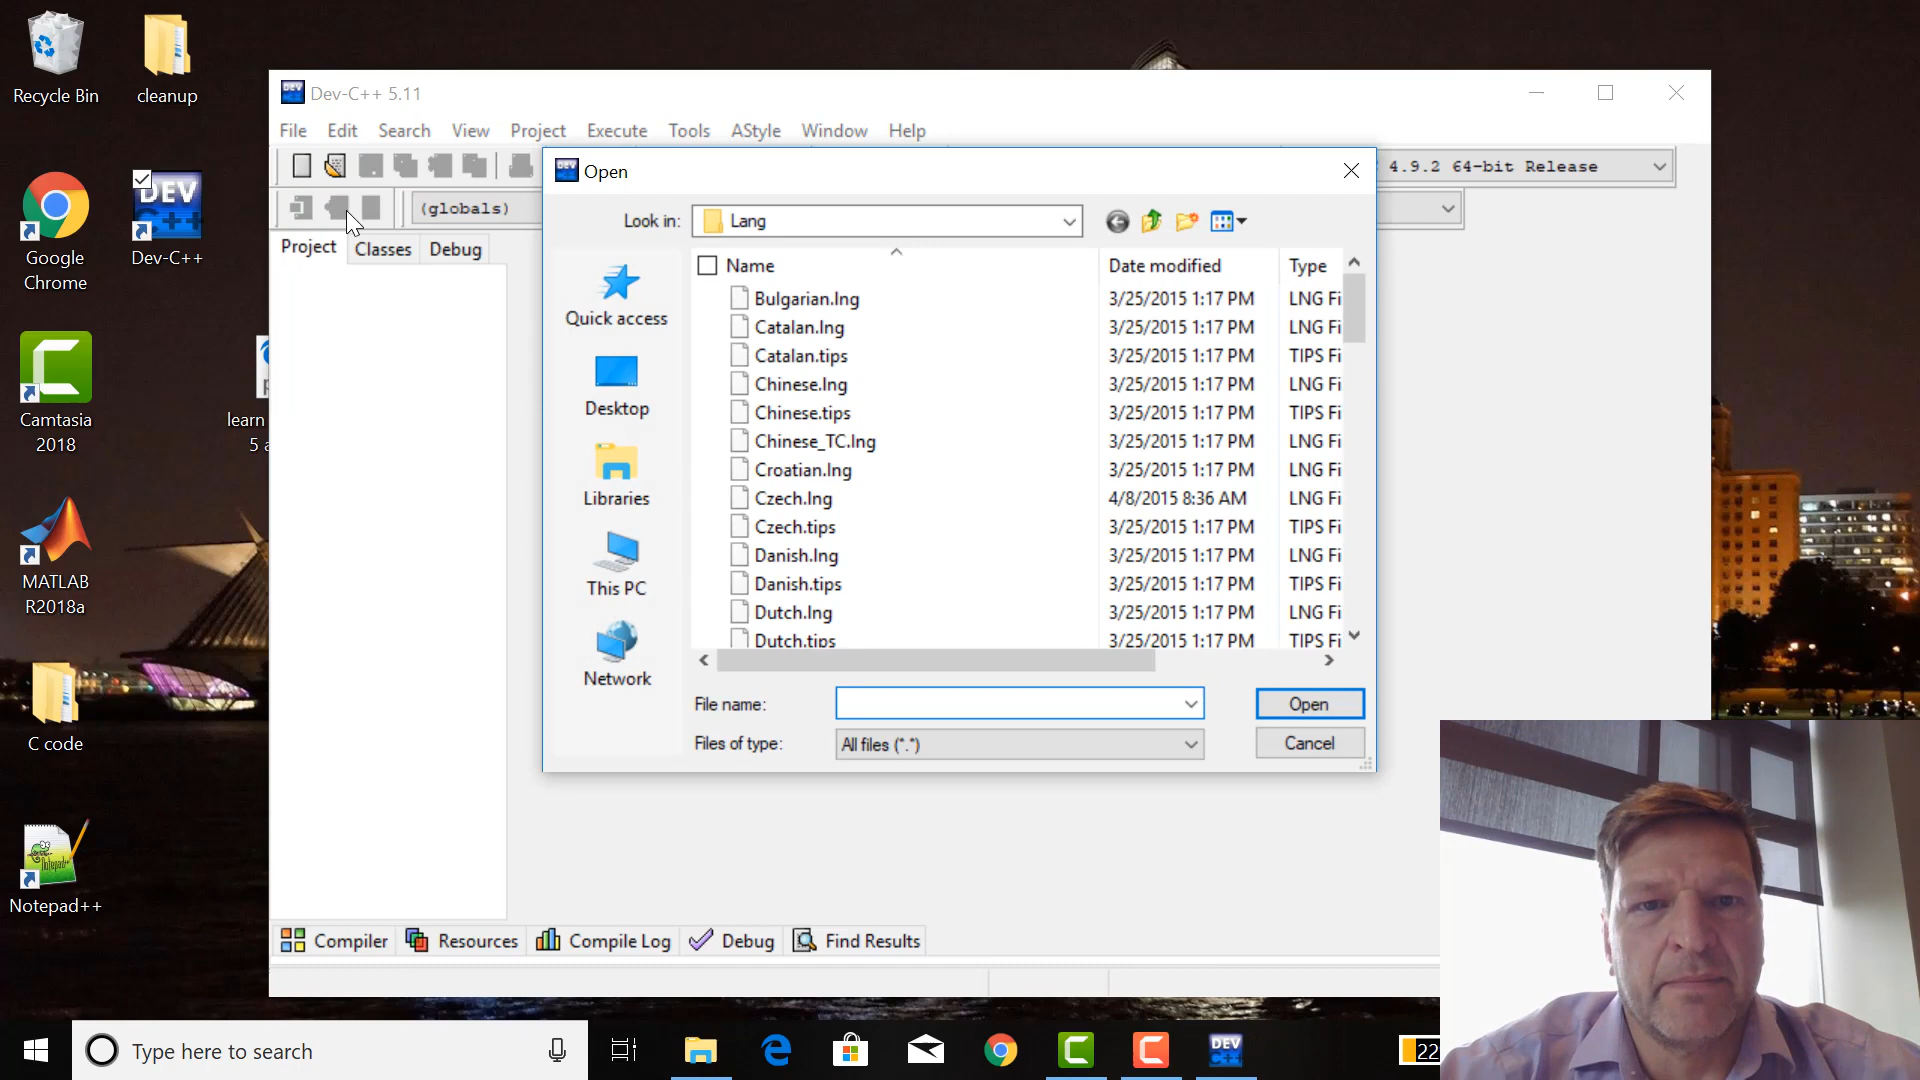 Recycle Bin
cleanup
Google
Chrome
DEV
C++
Dev-C++
Camtasia
2018
learn
5 a
MATLAB
R2018a
C code
Notepad++
Dev-C++ 5.11
File Edit Search View Project Execute Tools AStyle Window Help
4.9.2 64-bit Release
(globals)
Project Classes Debug
Open
Look in: Lang
Name Date modified Type
Bulgarian.lng 3/25/2015 1:17 PM LNG Fi
Catalan.lng 3/25/2015 1:17 PM LNG Fi
Catalan.tips 3/25/2015 1:17 PM TIPS Fi
Chinese.lng 3/25/2015 1:17 PM LNG Fi
Chinese.tips 3/25/2015 1:17 PM TIPS Fi
Chinese_TC.lng 3/25/2015 1:17 PM LNG Fi
Croatian.lng 3/25/2015 1:17 PM LNG Fi
Czech.lng 4/8/2015 8:36 AM LNG Fi
Czech.tips 3/25/2015 1:17 PM TIPS Fi
Danish.lng 3/25/2015 1:17 PM LNG Fi
Danish.tips 3/25/2015 1:17 PM TIPS Fi
Dutch.lng 3/25/2015 1:17 PM LNG Fi
Dutch.tips 3/25/2015 1:17 PM TIPS Fi
Quick access
Desktop
Libraries
This PC
Network
File name: Open
Files of type: All files (*.*) Cancel
Compiler Resources Compile Log Debug Find Results
Type here to search
DEV
22